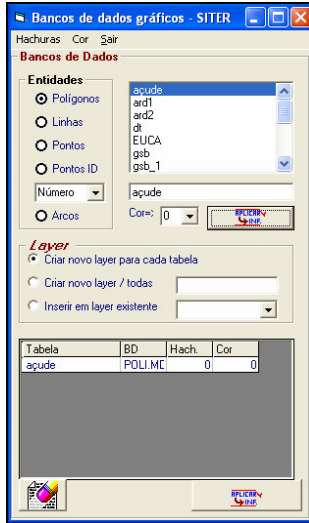 Bancos de dados gráficos - SITER
Hachuras Cor Sair
Bancos de Dados
Entidades
Polígonos
Linhas
Pontos
Pontos ID
Número
Arcos
açude
ard1
ard2
dt
EUCA
gsb
gsb_1
açude
Cor=: 0 APLICAR INF.
Layer
Criar novo layer para cada tabela
Criar novo layer / todas
Inserir em layer existente
Tabela BD Hach. Cor
açude POLI.MD 0 0
APLICAR INF.